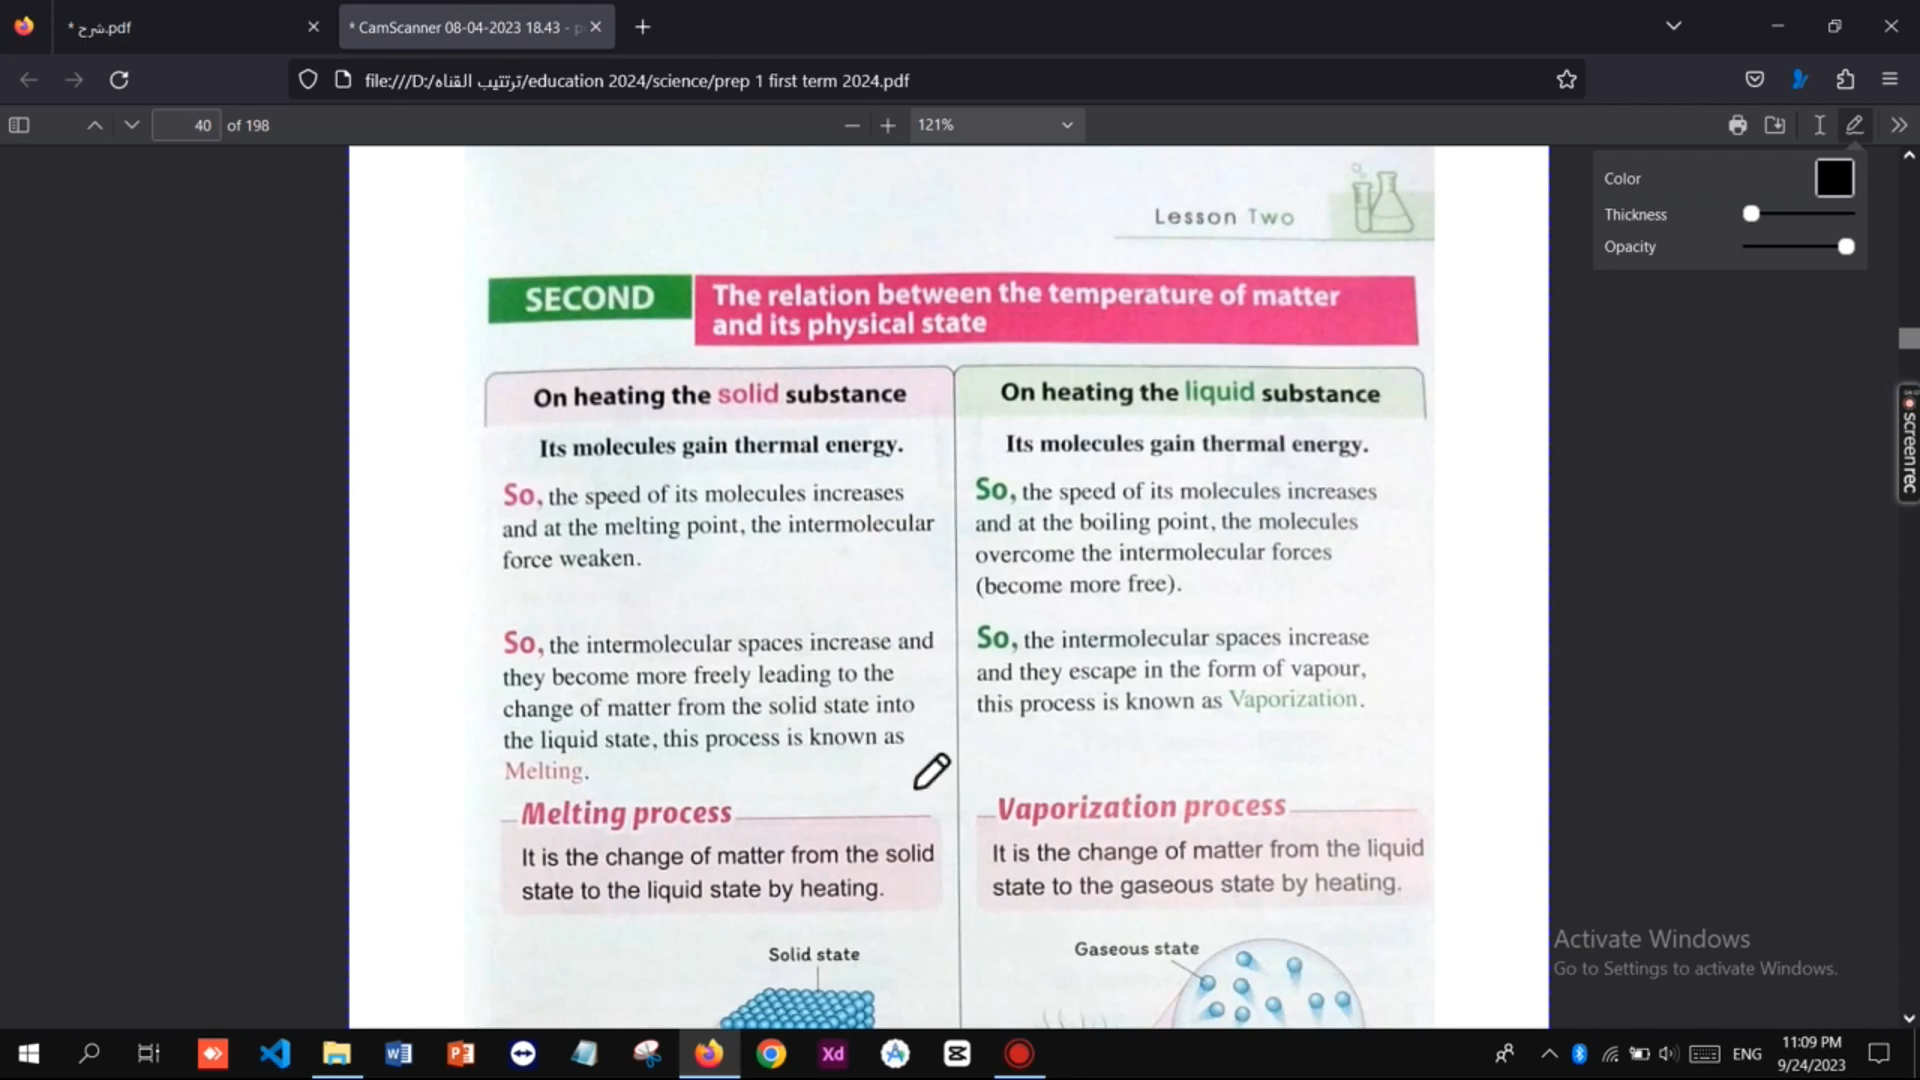 * شرح.pdf
* CamScanner 08-04-2023 18.43 - p
file:///D:/ترتتيب القناه/education 2024/science/prep 1 first term 2024.pdf
40 of 198
121%
Color
Thickness
Opacity
Lesson Two
SECOND
The relation between the temperature of matter
and its physical state
On heating the solid substance
Its molecules gain thermal energy.
So, the speed of its molecules increases
and at the melting point, the intermolecular
force weaken.
So, the intermolecular spaces increase and
they become more freely leading to the
change of matter from the solid state into
the liquid state, this process is known as
Melting.
Melting process
It is the change of matter from the solid
state to the liquid state by heating.
Solid state
On heating the liquid substance
Its molecules gain thermal energy.
So, the speed of its molecules increases
and at the boiling point, the molecules
overcome the intermolecular forces
(become more free).
So, the intermolecular spaces increase
and they escape in the form of vapour,
this process is known as Vaporization.
Vaporization process
It is the change of matter from the liquid
state to the gaseous state by heating.
Gaseous state
screenrec
Activate Windows
Go to Settings to activate Windows.
Xd
ENG
11:09 PM
9/24/2023